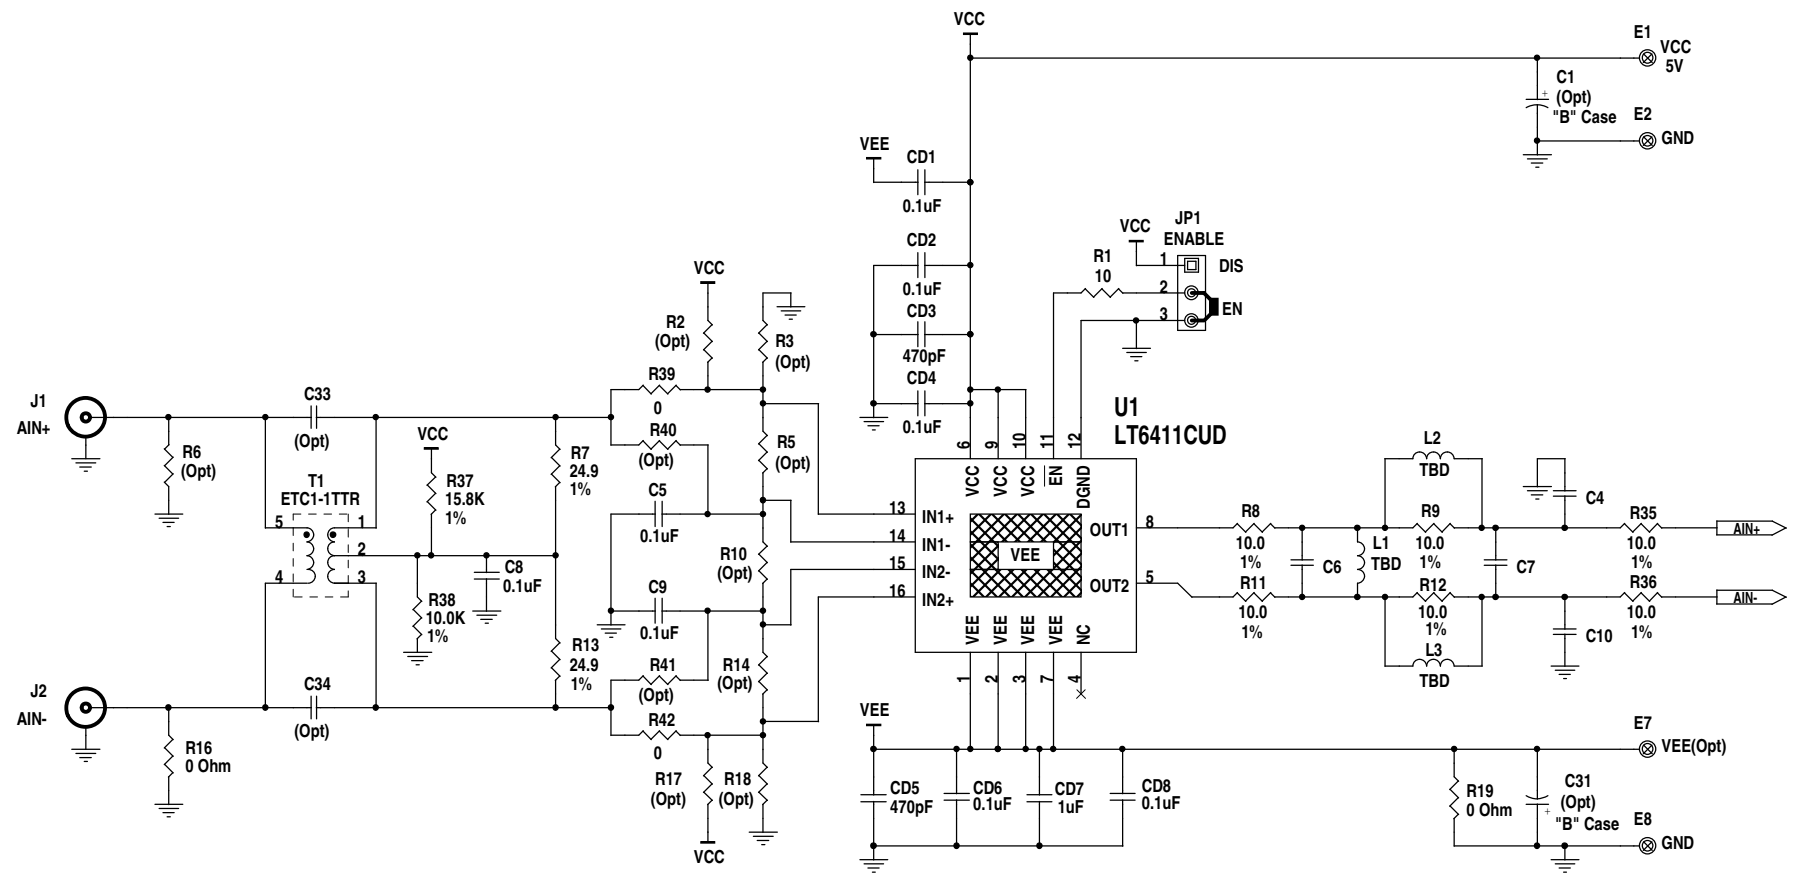 VCC
E1
VCC
5V
C1
(Opt)
"B" Case
+
E2
GND
VEE
CD1
0.1uF
CD2
0.1uF
CD3
470pF
CD4
0.1uF
JP1
ENABLE
VCC
1
DIS
R1
10
2
EN
3
VCC
R2
(Opt)
R3
(Opt)
J1
AIN+
C33
(Opt)
R6
(Opt)
T1
ETC1-1TTR
5
1
2
4
3
VCC
R37
15.8K
1%
R38
10.0K
1%
C8
0.1uF
R7
24.9
1%
R13
24.9
1%
R39
0
R40
(Opt)
R5
(Opt)
C5
0.1uF
R10
(Opt)
C9
0.1uF
R41
(Opt)
R14
(Opt)
R42
0
R17
(Opt)
R18
(Opt)
VCC
J2
AIN-
C34
(Opt)
R16
0 Ohm
U1
LT6411CUD
6
9
10
11
12
VCC
VCC
VCC
EN
DGND
13
IN1+
14
IN1-
15
IN2-
16
IN2+
VEE
OUT1
8
OUT2
5
VEE
VEE
VEE
VEE
NC
1
2
3
7
4
R8
10.0
1%
R11
10.0
1%
C6
L1
TBD
L2
TBD
R9
10.0
1%
R12
10.0
1%
L3
TBD
C7
C4
C10
R35
10.0
1%
R36
10.0
1%
AIN+
AIN-
VEE
CD5
470pF
CD6
0.1uF
CD7
1uF
CD8
0.1uF
R19
0 Ohm
C31
(Opt)
"B" Case
+
E7
VEE(Opt)
E8
GND